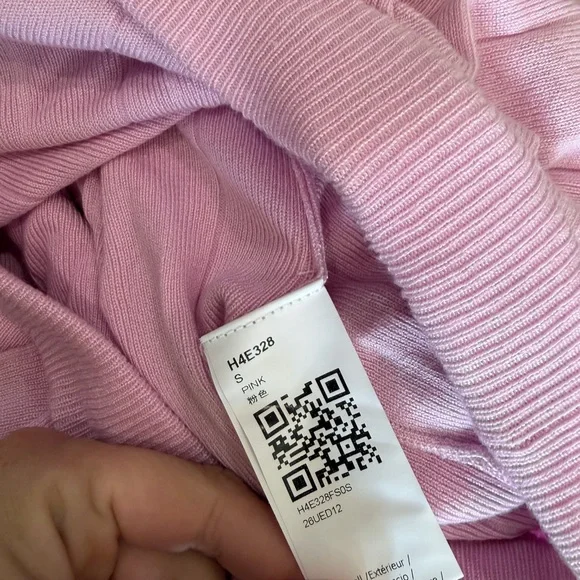 H4E328
S
PINK
粉色
H4E328FS0S
26UED12
/Extérieur /